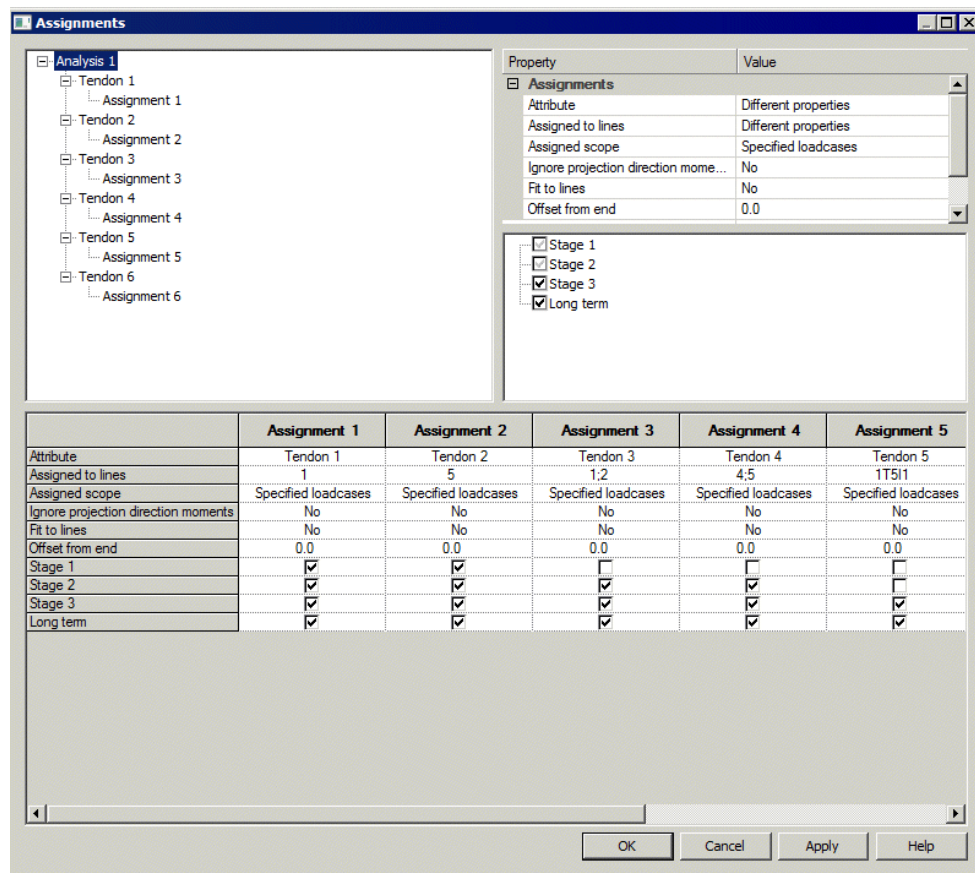 Assignments
Analysis 1
Tendon 1
Assignment 1
Tendon 2
Assignment 2
Tendon 3
Assignment 3
Tendon 4
Assignment 4
Tendon 5
Assignment 5
Tendon 6
Assignment 6
Property Value
Assignments
Attribute Different properties
Assigned to lines Different properties
Assigned scope Specified loadcases
Ignore projection direction mome... No
Fit to lines No
Offset from end 0.0
Stage 1
Stage 2
Stage 3
Long term
Assignment 1 Assignment 2 Assignment 3 Assignment 4 Assignment 5
Attribute Tendon 1 Tendon 2 Tendon 3 Tendon 4 Tendon 5
Assigned to lines 1 5 1;2 4;5 1T5I1
Assigned scope Specified loadcases Specified loadcases Specified loadcases Specified loadcases Specified loadcases
Ignore projection direction moments No No No No No
Fit to lines No No No No No
Offset from end 0.0 0.0 0.0 0.0 0.0
Stage 1
Stage 2
Stage 3
Long term
OK Cancel Apply Help